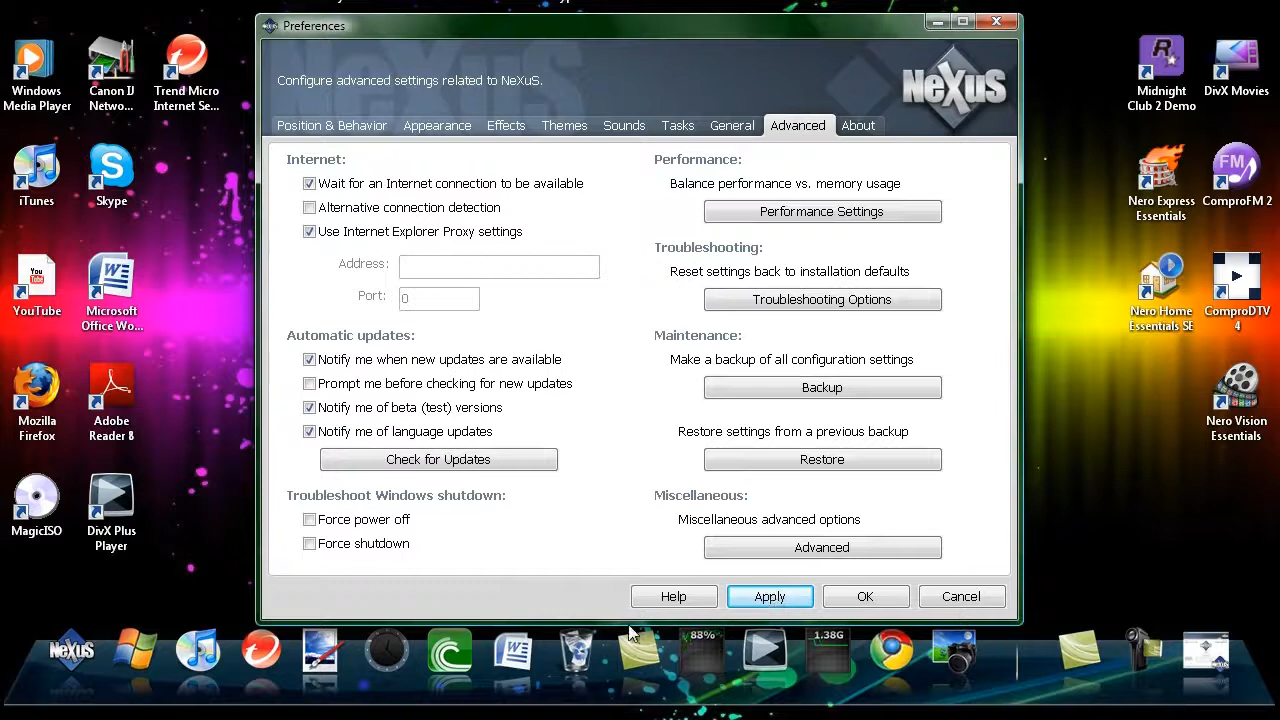 Preferences
Configure advanced settings related to NeXuS.
NeXuS
Position & Behavior
Appearance
Effects
Themes
Sounds
Tasks
General
Advanced
About
Internet:
Wait for an Internet connection to be available
Alternative connection detection
Use Internet Explorer Proxy settings
Address:
Port:
0
Automatic updates:
Notify me when new updates are available
Prompt me before checking for new updates
Notify me of beta (test) versions
Notify me of language updates
Check for Updates
Troubleshoot Windows shutdown:
Force power off
Force shutdown
Performance:
Balance performance vs. memory usage
Performance Settings
Troubleshooting:
Reset settings back to installation defaults
Troubleshooting Options
Maintenance:
Make a backup of all configuration settings
Backup
Restore settings from a previous backup
Restore
Miscellaneous:
Miscellaneous advanced options
Advanced
Help
Apply
OK
Cancel
Windows
Media Player
Canon IJ
Netwo...
Trend Micro
Internet Se...
iTunes
Skype
You
Tube
YouTube
Microsoft
Office Wo...
Mozilla
Firefox
Adobe
Reader 8
MagicISO
DivX Plus
Player
Midnight
Club 2 Demo
DivX Movies
Nero Express
Essentials
FM
ComproFM 2
Nero Home
Essentials SE
ComproDTV
4
Nero Vision
Essentials
NeXuS
88%
1.38G